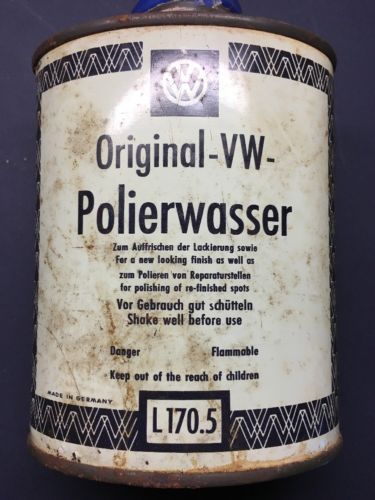 VW
Original-VW-
Polierwasser
Zum Auffrischen der Lackierung sowie
For a new looking finish as well as
zum Polieren von Reparaturstellen
for polishing of re-finished spots
Vor Gebrauch gut schütteln
Shake well before use
Danger Flammable
Keep out of the reach of children
MADE IN GERMANY
L170.5